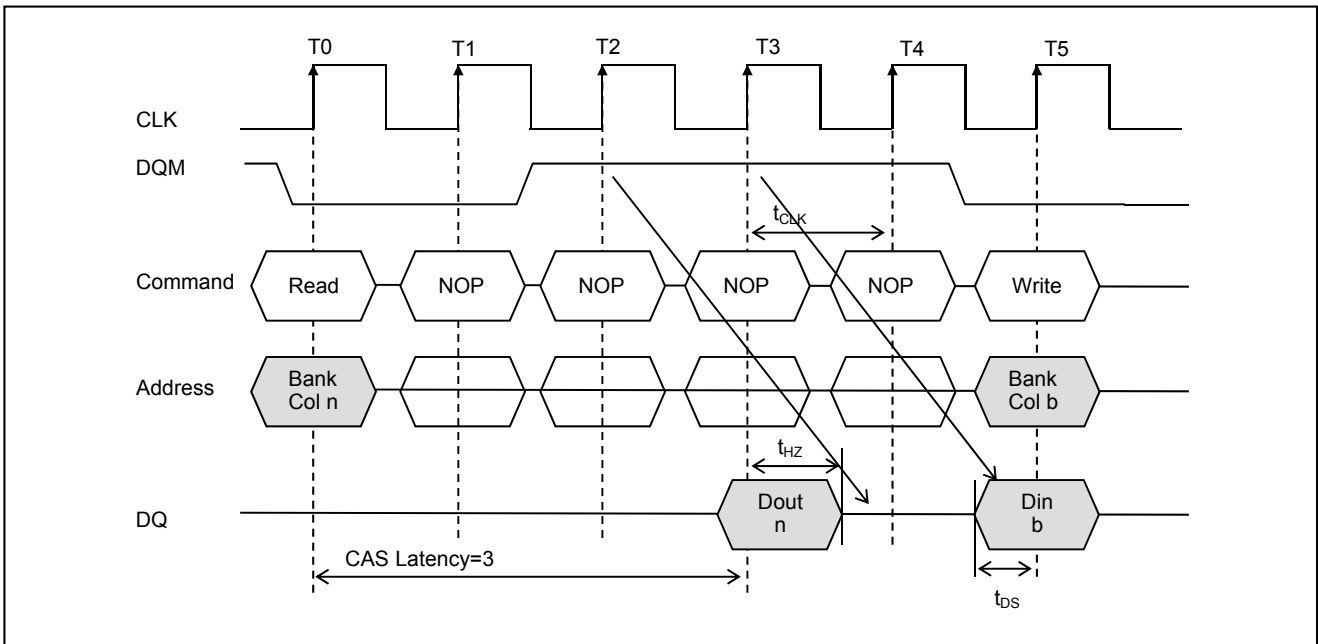 T0 T1 T2 T3 T4 T5
CLK
DQM
tCLK
Command Read NOP NOP NOP NOP Write
Address Bank Col n Bank Col b
tHZ
DQ Dout n Din b
CAS Latency=3
tDS